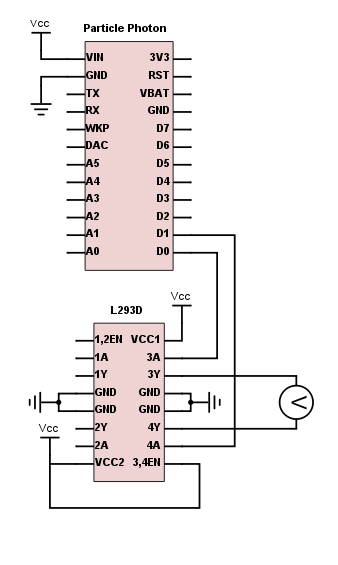 Vcc
Particle Photon
VIN 3V3
GND RST
TX VBAT
RX GND
WKP D7
DAC D6
A5 D5
A4 D4
A3 D3
A2 D2
A1 D1
A0 D0
Vcc
L293D
1,2EN VCC1
1A 3A
1Y 3Y
GND GND
V
GND GND
Vcc 2Y 4Y
2A 4A
VCC2 3,4EN